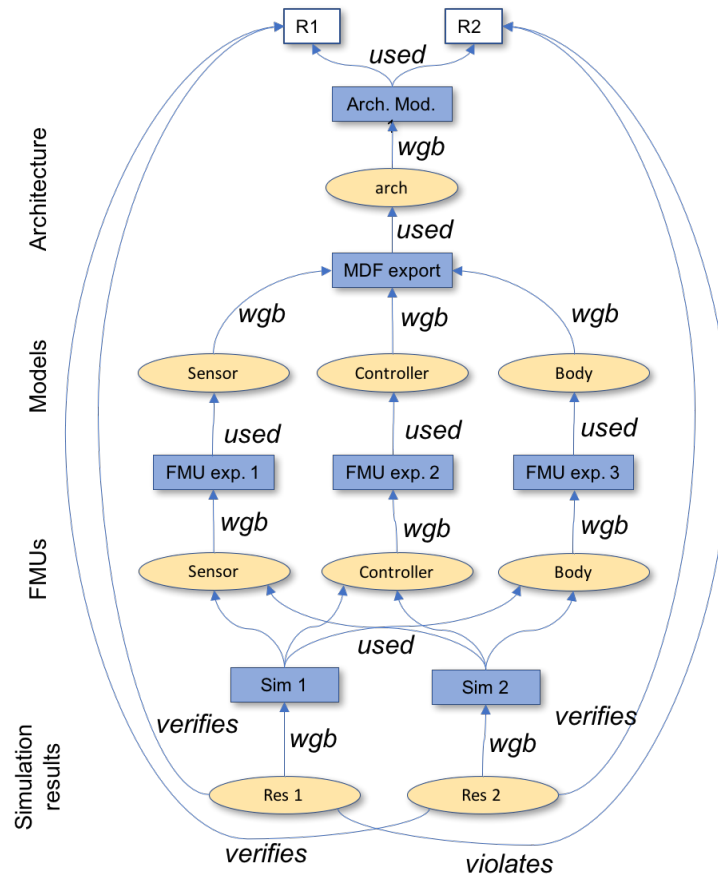 R1
R2
used
Arch. Mod.
wgb
arch
used
MDF export
Architecture
wgb
wgb
wgb
Sensor
Controller
Body
Models
used
used
used
FMU exp. 1
FMU exp. 2
FMU exp. 3
wgb
wgb
wgb
Sensor
Controller
Body
FMUs
used
Sim 1
Sim 2
verifies
wgb
wgb
verifies
Simulation
results
Res 1
Res 2
verifies
violates